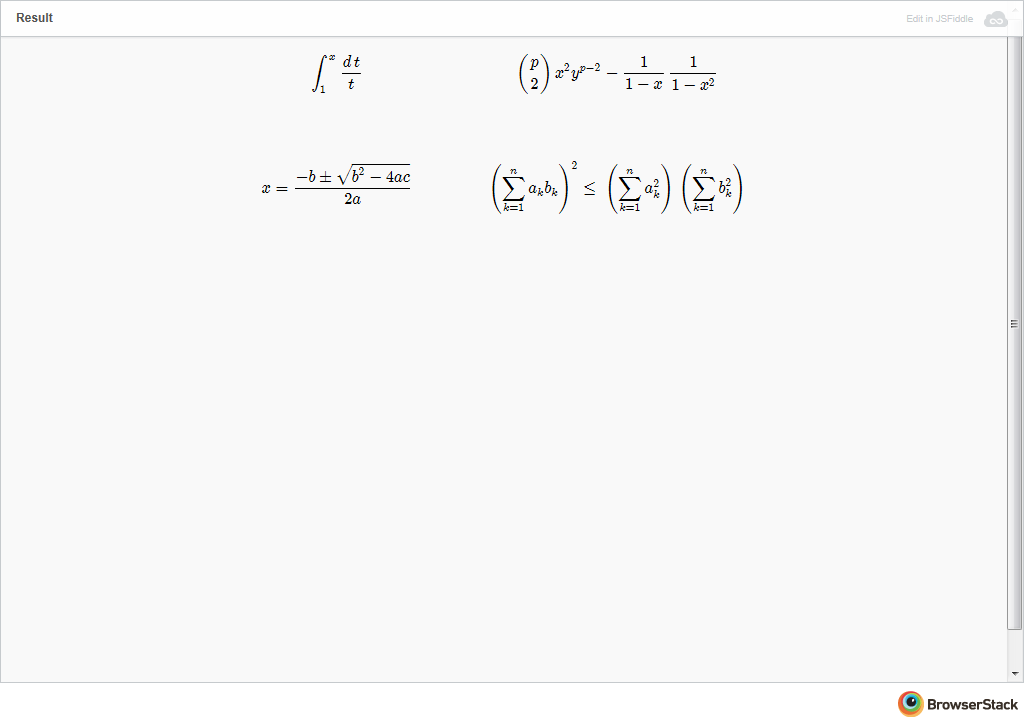 Result
Edit in JSFiddle
\int_1^x \frac{dt}{t}
\binom{p}{2} x^2 y^{p-2} - \frac{1}{1-x} \frac{1}{1-x^2}
x = \frac{-b \pm \sqrt{b^2 - 4ac}}{2a}
\left( \sum_{k=1}^n a_k b_k \right)^2 \leq \left( \sum_{k=1}^n a_k^2 \right) \left( \sum_{k=1}^n b_k^2 \right)
BrowserStack